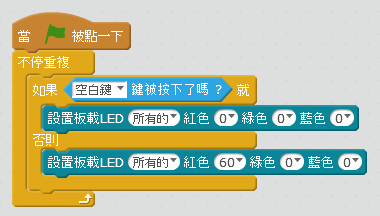 當 被點一下
不停重複
如果 空白鍵 鍵被按下了嗎 ? 就
設置板載LED 所有的 紅色 0 綠色 0 藍色 0
否則
設置板載LED 所有的 紅色 60 綠色 0 藍色 0